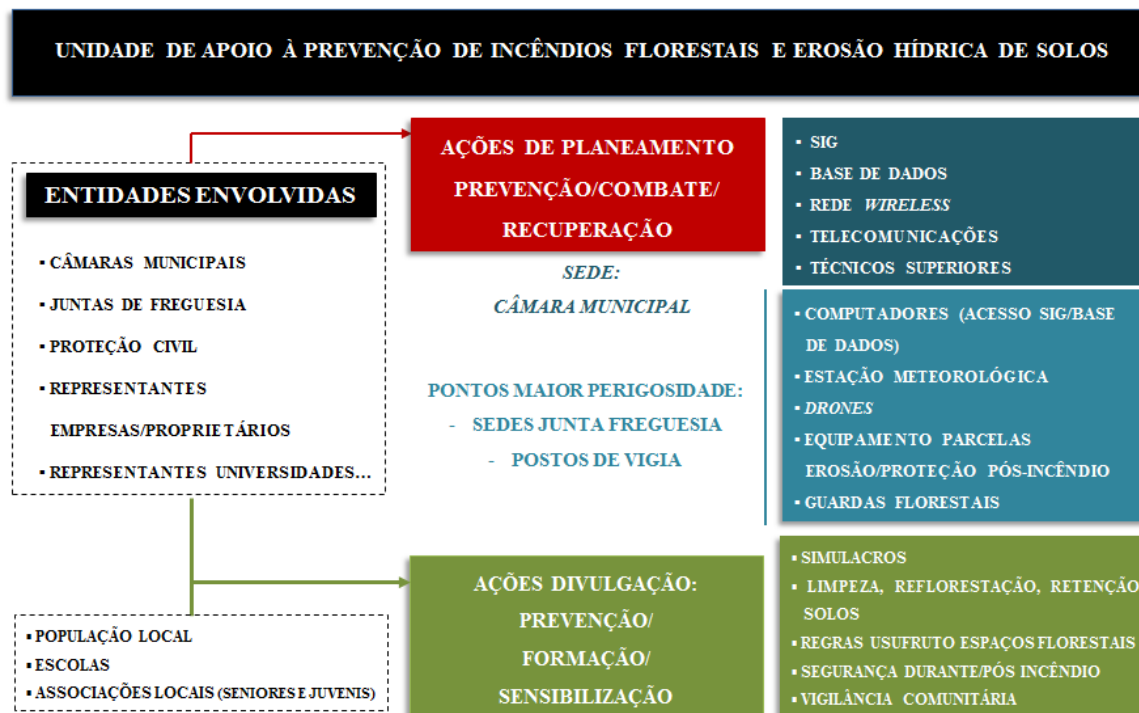 UNIDADE DE APOIO À PREVENÇÃO DE INCÊNDIOS FLORESTAIS E EROSÃO HÍDRICA DE SOLOS
ENTIDADES ENVOLVIDAS
▪ CÂMARAS MUNICIPAIS
▪ JUNTAS DE FREGUESIA
▪ PROTEÇÃO CIVIL
▪ REPRESENTANTES
EMPRESAS/PROPRIETÁRIOS
▪ REPRESENTANTES UNIVERSIDADES...
▪ POPULAÇÃO LOCAL
▪ ESCOLAS
▪ ASSOCIAÇÕES LOCAIS (SENIORES E JUVENIS)
AÇÕES DE PLANEAMENTO
PREVENÇÃO/COMBATE/
RECUPERAÇÃO
SEDE:
CÂMARA MUNICIPAL
PONTOS MAIOR PERIGOSIDADE:
- SEDES JUNTA FREGUESIA
- POSTOS DE VIGIA
AÇÕES DIVULGAÇÃO:
PREVENÇÃO/
FORMAÇÃO/
SENSIBILIZAÇÃO
▪ SIG
▪ BASE DE DADOS
▪ REDE WIRELESS
▪ TELECOMUNICAÇÕES
▪ TÉCNICOS SUPERIORES
▪ COMPUTADORES (ACESSO SIG/BASE
DE DADOS)
▪ ESTAÇÃO METEOROLÓGICA
▪ DRONES
▪ EQUIPAMENTO PARCELAS
EROSÃO/PROTEÇÃO PÓS-INCÊNDIO
▪ GUARDAS FLORESTAIS
▪ SIMULACROS
▪ LIMPEZA, REFLORESTAÇÃO, RETENÇÃO
SOLOS
▪ REGRAS USUFRUTO ESPAÇOS FLORESTAIS
▪ SEGURANÇA DURANTE/PÓS INCÊNDIO
▪ VIGILÂNCIA COMUNITÁRIA